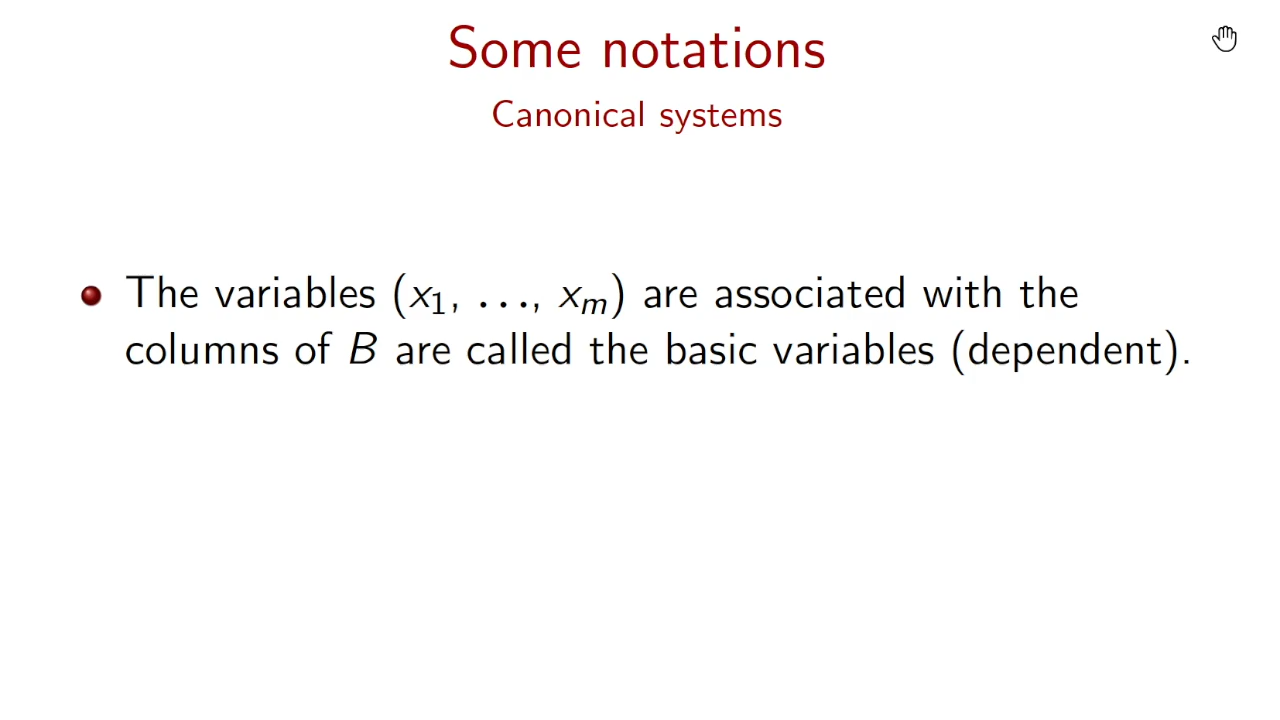 Some notations
Canonical systems
The variables (x₁, ..., xₘ) are associated with the
columns of B are called the basic variables (dependent).